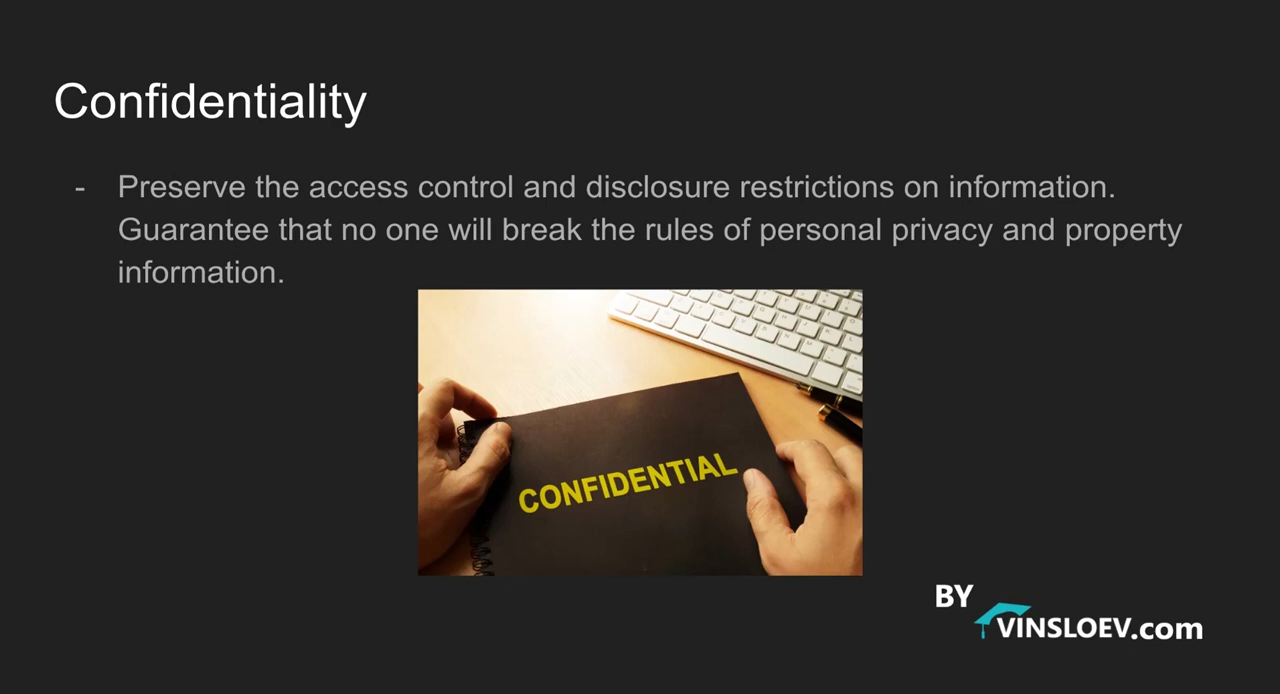 Confidentiality
- Preserve the access control and disclosure restrictions on information.
Guarantee that no one will break the rules of personal privacy and property
information.
CONFIDENTIAL
BY
VINSLOEV.com